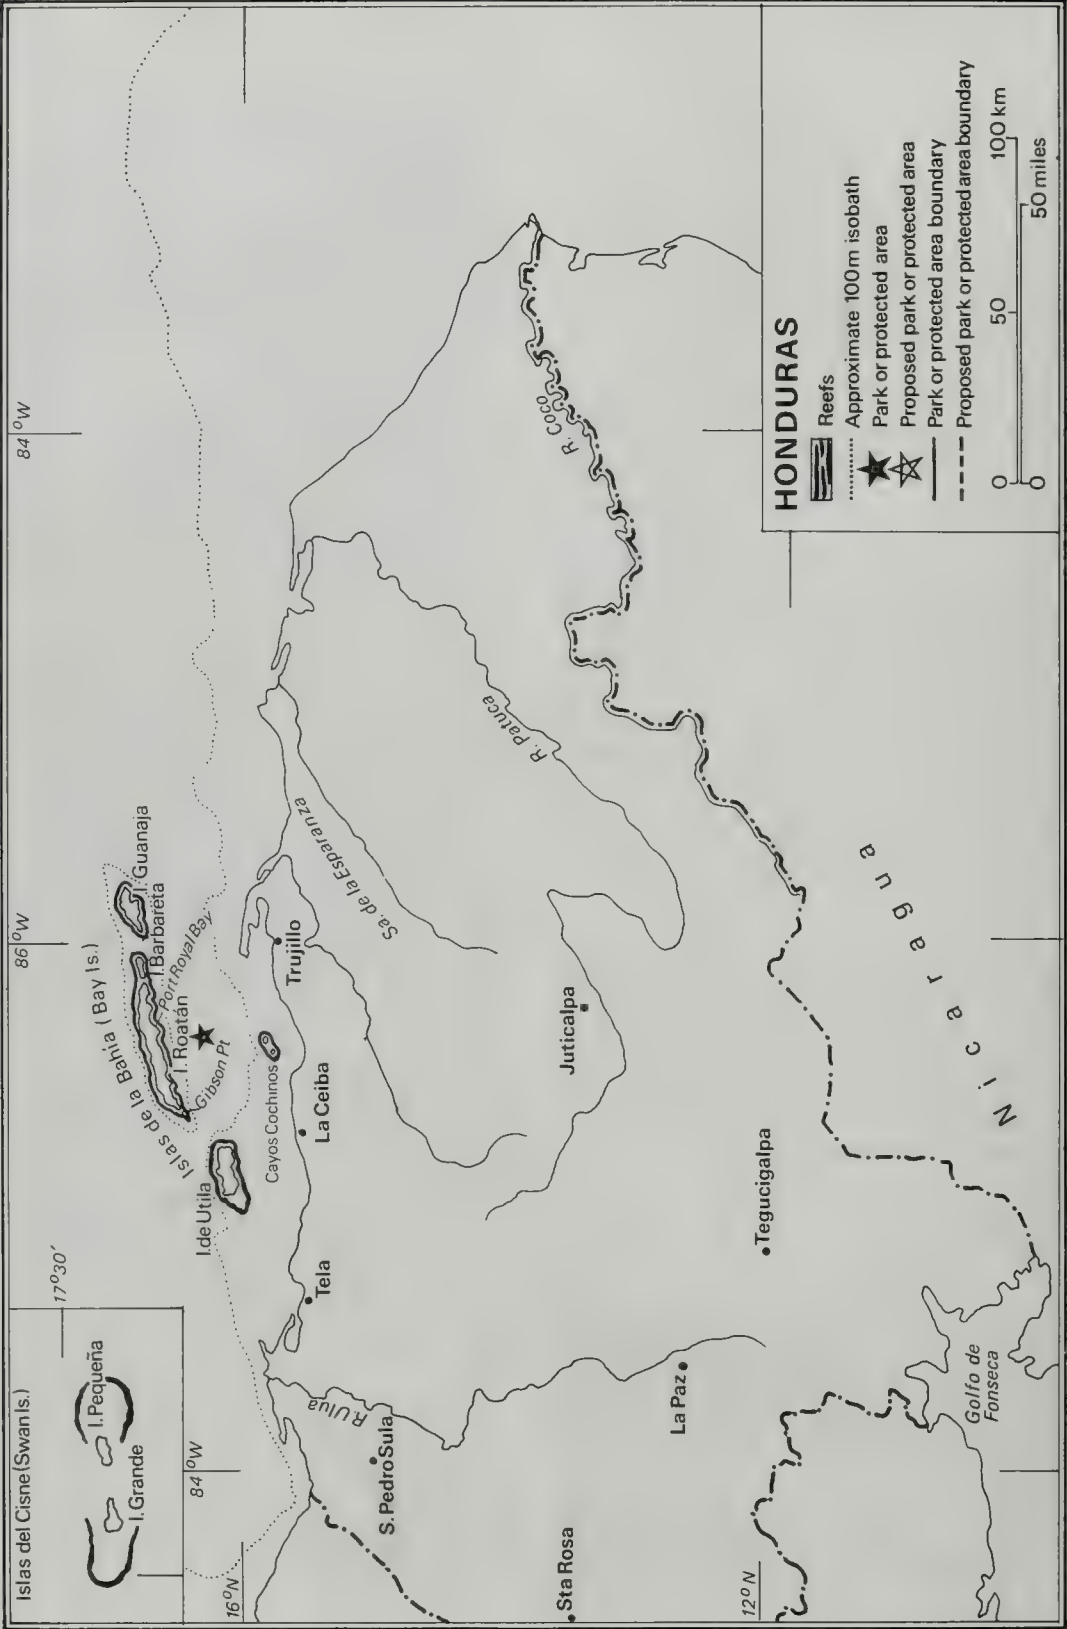 Islas del Cisne (Swan Is.)
17°30′
I. Pequeña
I. Grande
84°W
86°W
84°W
16°N
12°N
Islas de la Bahía (Bay Is.)
I. Guanaja
I. Barbareta
Port Royal Bay
I. Roatán
Gibson Pt
I. de Utila
Cayos Cochinos
Trujillo
La Ceiba
Tela
R. Ulua
S. Pedro Sula
Sta Rosa
La Paz
Tegucigalpa
Juticalpa
Sa. de la Esparanza
R. Patuca
R. Coco
Nicaragua
Golfo de
Fonseca
HONDURAS
Reefs
Approximate 100m isobath
Park or protected area
Proposed park or protected area
Park or protected area boundary
Proposed park or protected area boundary
0 50 100 km
0 50 miles